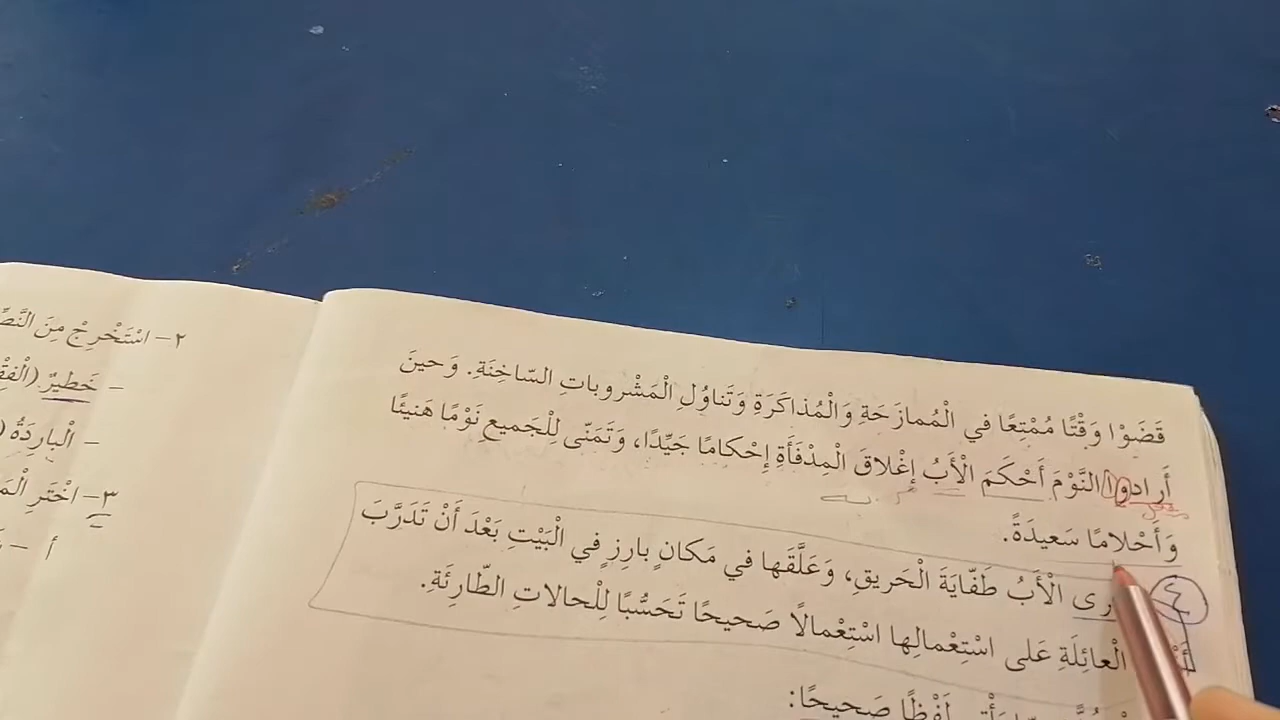 قَضَوْا وَقْتًا مُمْتِعًا في الْمُمازَحَةِ وَالْمُذاكَرَةِ وَتَناوُلِ الْمَشْروباتِ السّاخِنَةِ. وَحينَ
أَرادوا النَّوْمَ أَحْكَمَ الْأَبُ إِغْلاقَ الْمِدْفَأَةِ إِحْكامًا جَيِّدًا، وَتَمَنّى لِلْجَميعِ نَوْمًا هَنيئًا
وَأَحْلامًا سَعيدَةً.
٤
الْأَبُ طَفّايَةَ الْحَريقِ، وَعَلَّقَها في مَكانٍ بارِزٍ في الْبَيْتِ بَعْدَ أَنْ تَدَرَّبَ
الْعائِلَةِ عَلى اسْتِعْمالِها اسْتِعْمالًا صَحيحًا تَحَسُّبًا لِلْحالاتِ الطّارِئَةِ.
لَفْظًا صَحيحًا:
٢- اسْتَخْرِجْ مِنَ
- خَطيرٌ
- الْبارِدَةُ (
٣- اخْتَرِ
أ -